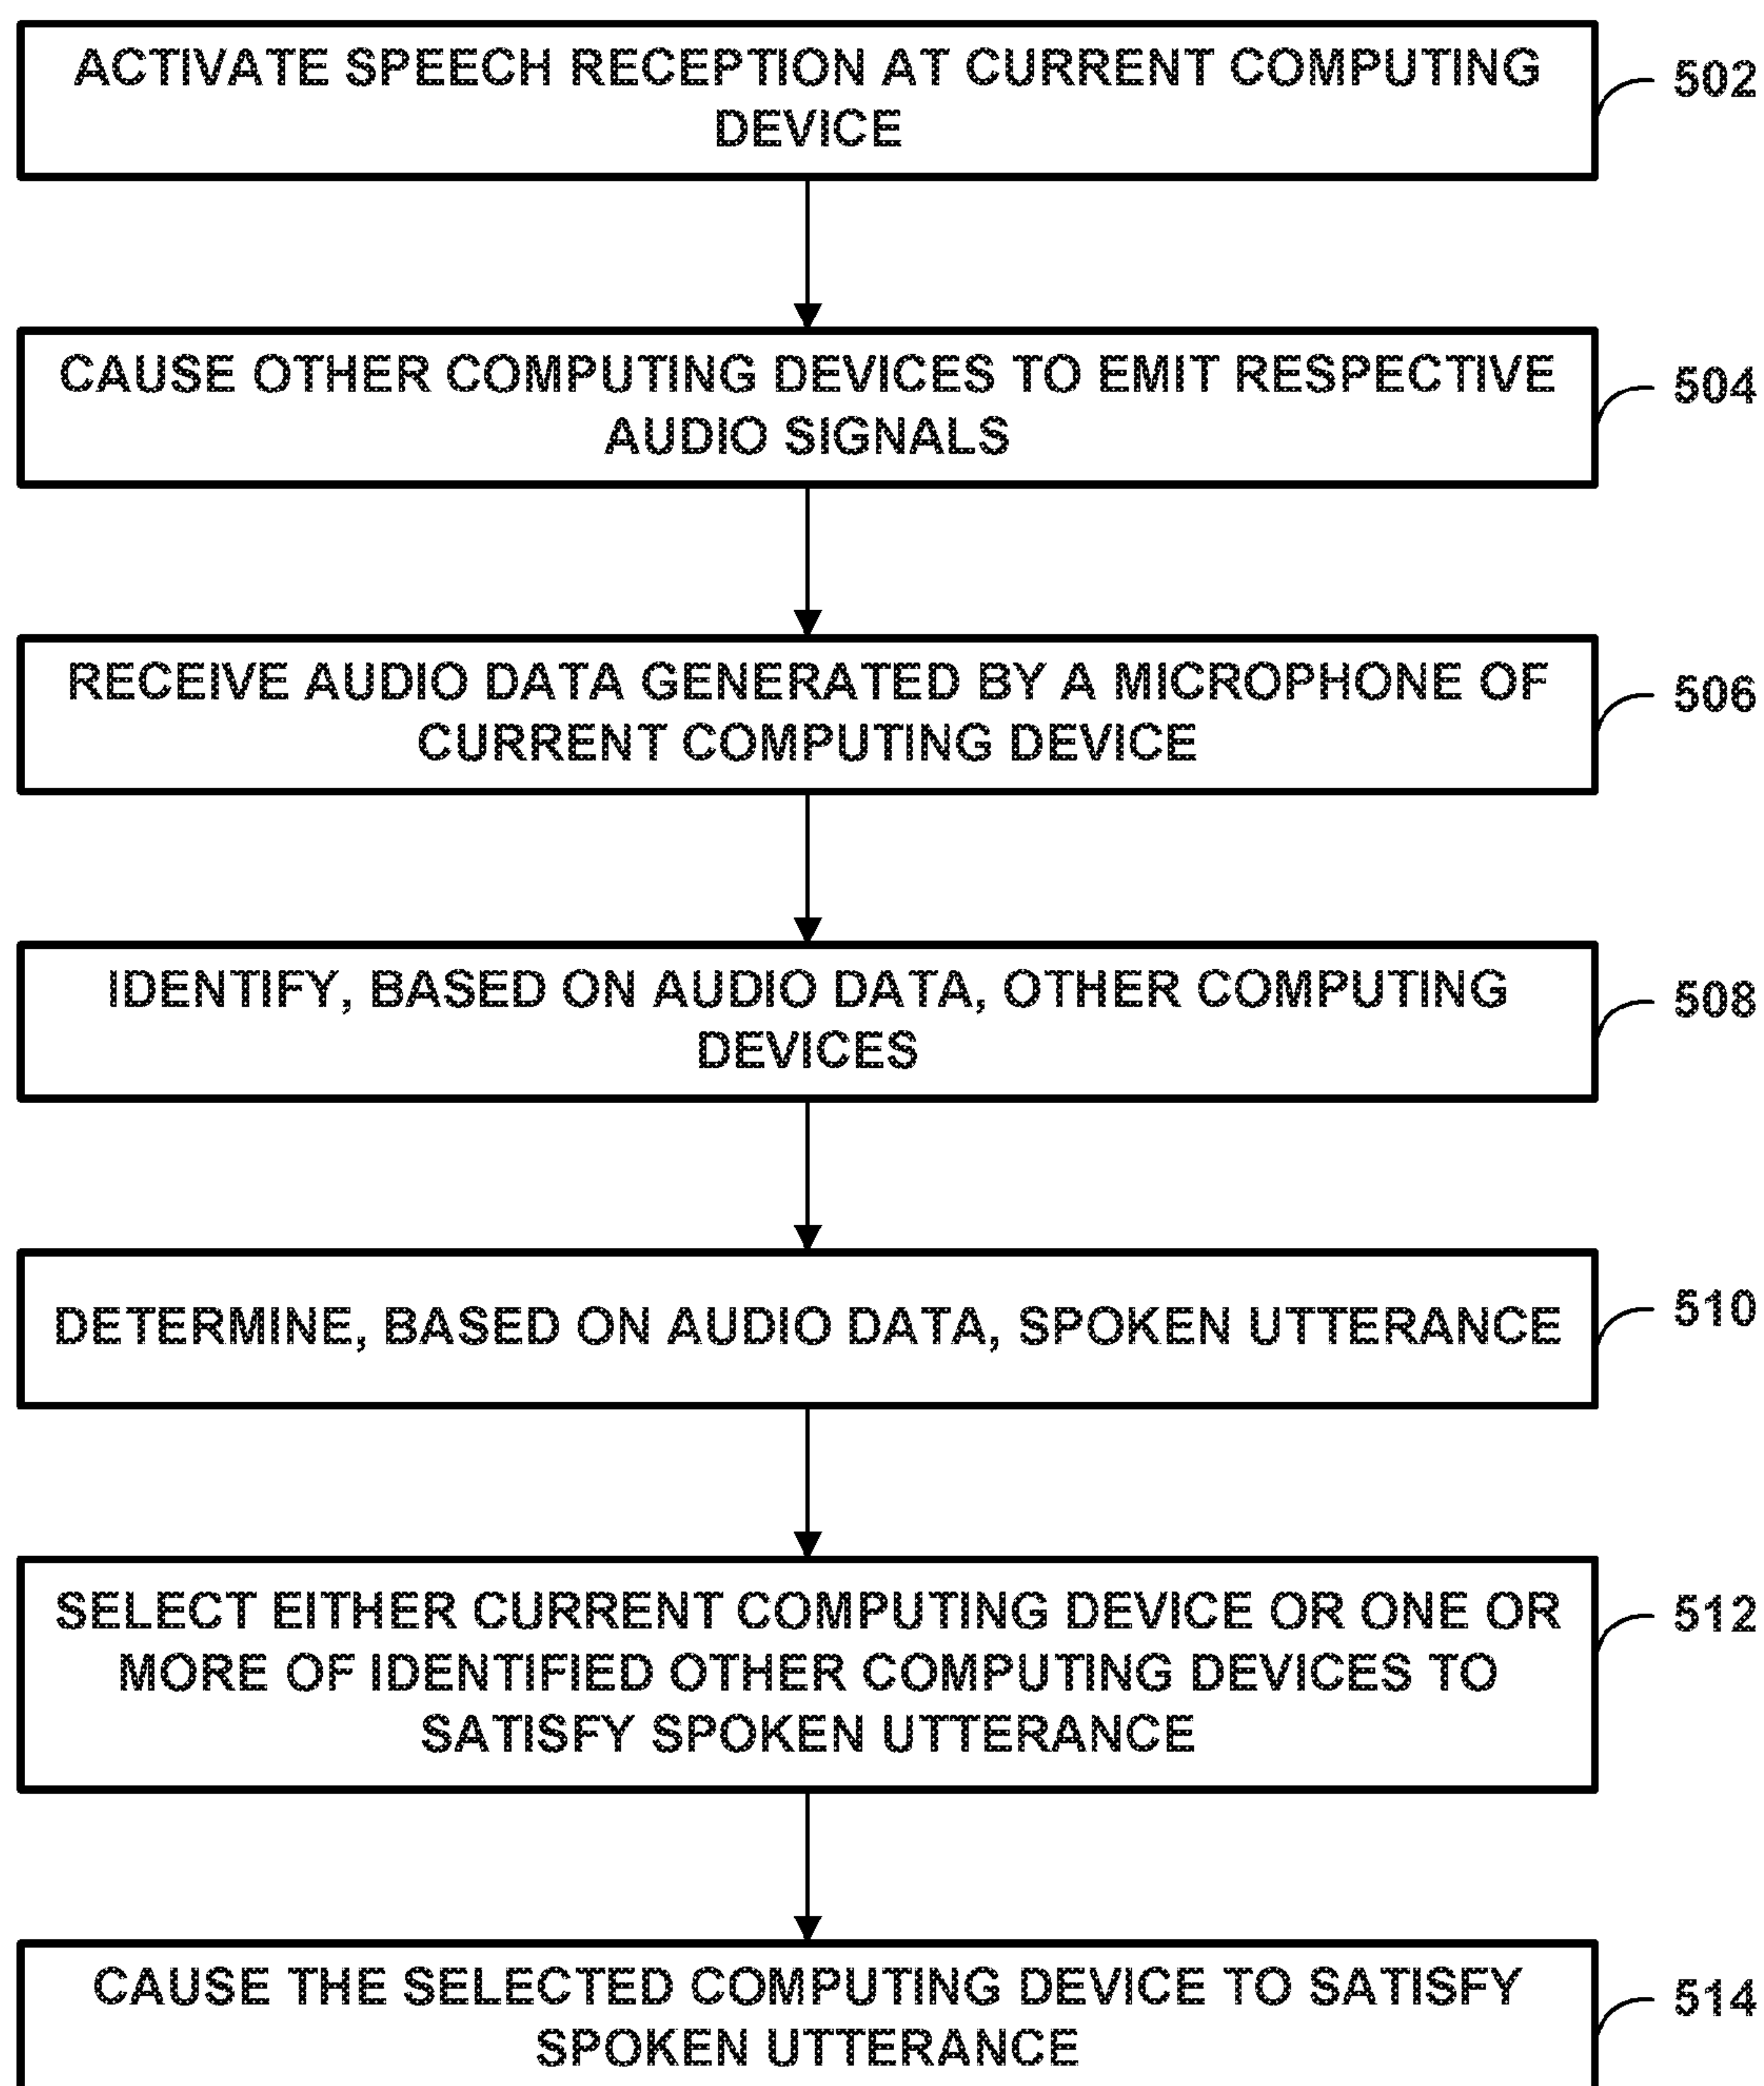 ACTIVATE SPEECH RECEPTION AT CURRENT COMPUTING
DEVICE
502
CAUSE OTHER COMPUTING DEVICES TO EMIT RESPECTIVE
AUDIO SIGNALS
504
RECEIVE AUDIO DATA GENERATED BY A MICROPHONE OF
CURRENT COMPUTING DEVICE
506
IDENTIFY, BASED ON AUDIO DATA, OTHER COMPUTING
DEVICES
508
DETERMINE, BASED ON AUDIO DATA, SPOKEN UTTERANCE
510
SELECT EITHER CURRENT COMPUTING DEVICE OR ONE OR
MORE OF IDENTIFIED OTHER COMPUTING DEVICES TO
SATISFY SPOKEN UTTERANCE
512
CAUSE THE SELECTED COMPUTING DEVICE TO SATISFY
SPOKEN UTTERANCE
514